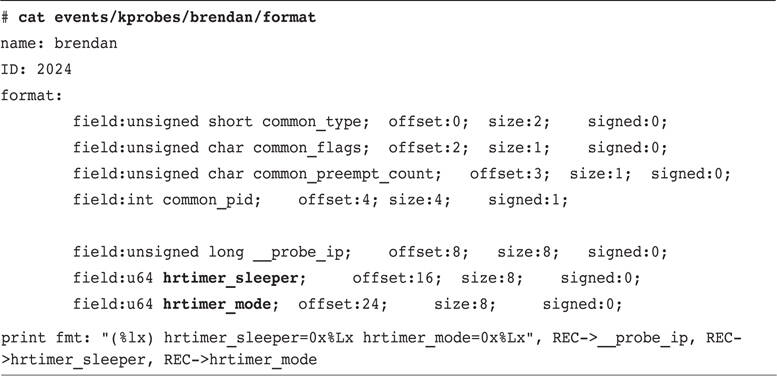 # cat events/kprobes/brendan/format
name: brendan
ID: 2024
format:
field:unsigned short common_type; offset:0; size:2; signed:0;
field:unsigned char common_flags; offset:2; size:1; signed:0;
field:unsigned char common_preempt_count; offset:3; size:1; signed:0;
field:int common_pid; offset:4; size:4; signed:1;
field:unsigned long __probe_ip; offset:8; size:8; signed:0;
field:u64 hrtimer_sleeper; offset:16; size:8; signed:0;
field:u64 hrtimer_mode; offset:24; size:8; signed:0;
print fmt: "(%lx) hrtimer_sleeper=0x%Lx hrtimer_mode=0x%Lx", REC->__probe_ip, REC-
>hrtimer_sleeper, REC->hrtimer_mode